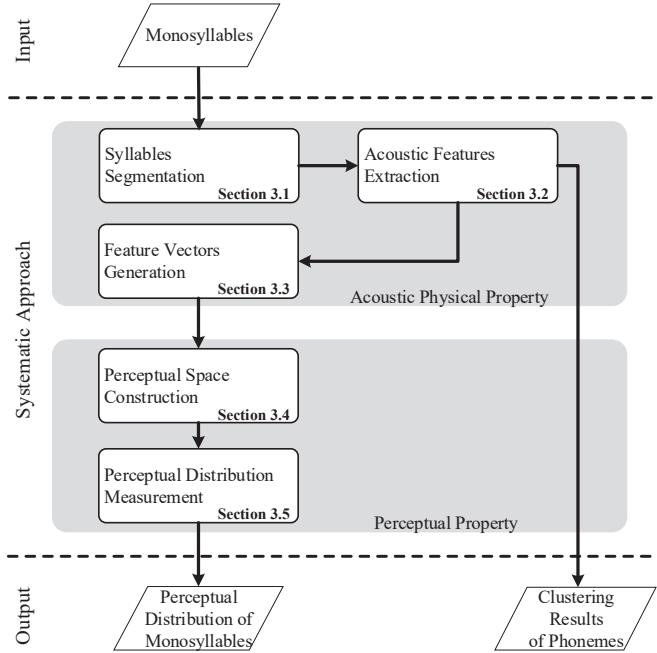 Input
Monosyllables
Systematic Approach
Syllables
Segmentation
Section 3.1
Acoustic Features
Extraction
Section 3.2
Feature Vectors
Generation
Section 3.3
Acoustic Physical Property
Perceptual Space
Construction
Section 3.4
Perceptual Distribution
Measurement
Section 3.5
Perceptual Property
Output
Perceptual
Distribution of
Monosyllables
Clustering
Results
of Phonemes